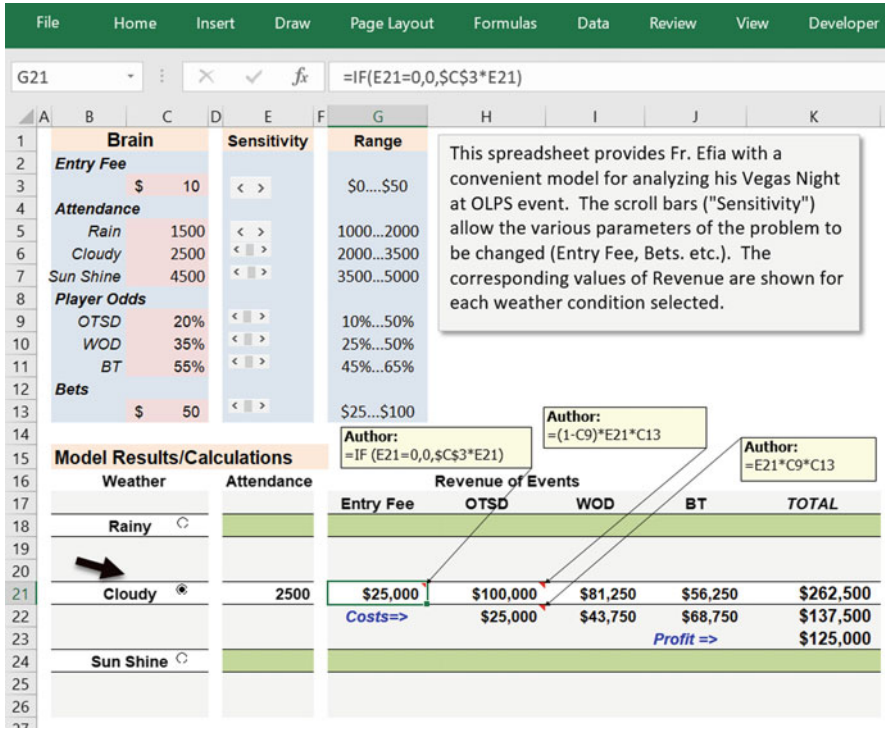 File Home Insert Draw Page Layout Formulas Data Review View Developer
G21 fx =IF(E21=0,0,$C$3*E21)
A B C D E F G H I J K
1 Brain Sensitivity Range
2 Entry Fee
3 $ 10 < > $0....$50
4 Attendance
5 Rain 1500 < > 1000...2000
6 Cloudy 2500 < > 2000...3500
7 Sun Shine 4500 < > 3500...5000
8 Player Odds
9 OTSD 20% < > 10%...50%
10 WOD 35% < > 25%...50%
11 BT 55% < > 45%...65%
12 Bets
13 $ 50 < > $25...$100
This spreadsheet provides Fr. Efia with a
convenient model for analyzing his Vegas Night
at OLPS event. The scroll bars ("Sensitivity")
allow the various parameters of the problem to
be changed (Entry Fee, Bets. etc.). The
corresponding values of Revenue are shown for
each weather condition selected.
Author:
=IF (E21=0,0,$C$3*E21)
Author:
=(1-C9)*E21*C13
Author:
=E21*C9*C13
14
15 Model Results/Calculations
16 Weather Attendance Revenue of Events
17 Entry Fee OTSD WOD BT TOTAL
18 Rainy
19
20
21 Cloudy 2500 $25,000 $100,000 $81,250 $56,250 $262,500
22 Costs=> $25,000 $43,750 $68,750 $137,500
23 Profit => $125,000
24 Sun Shine
25
26
27